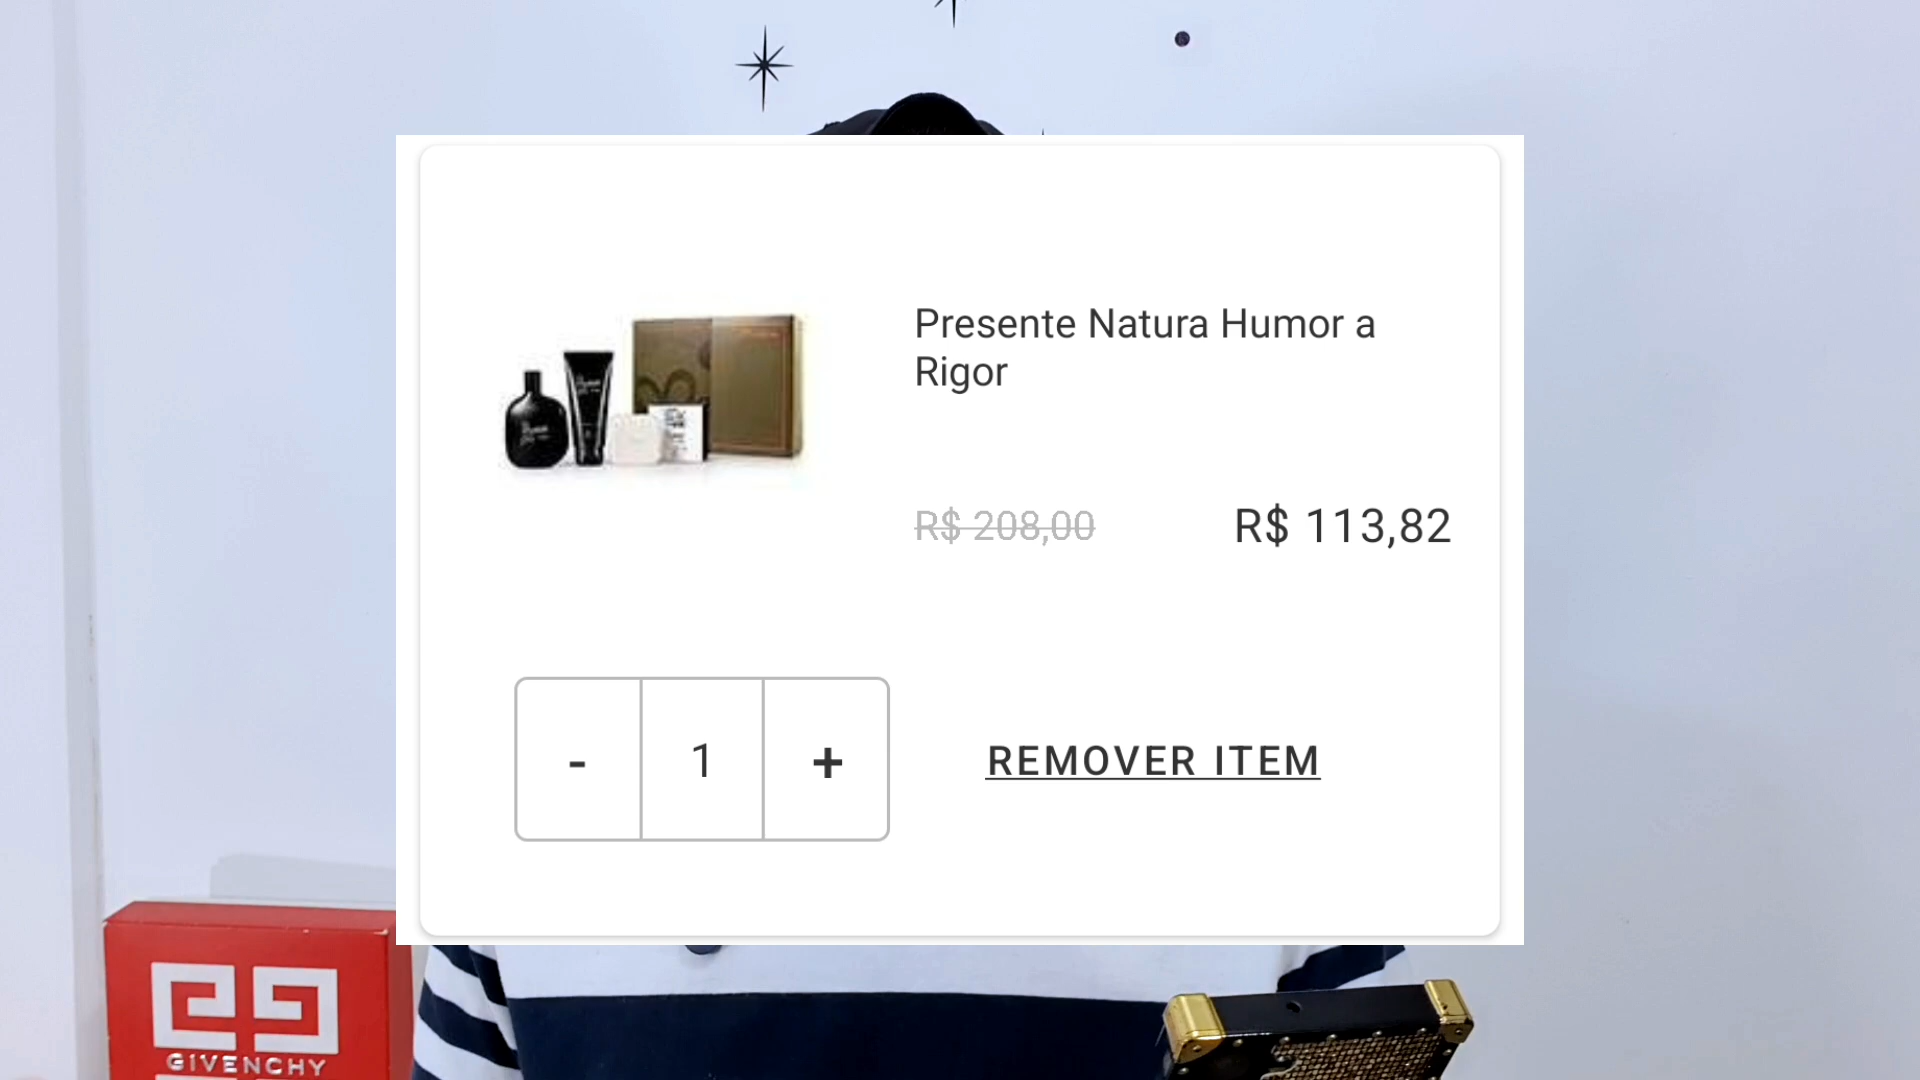 Presente Natura Humor a
Rigor
R$ 208,00
R$ 113,82
-
1
+
REMOVER ITEM
GIVENCHY